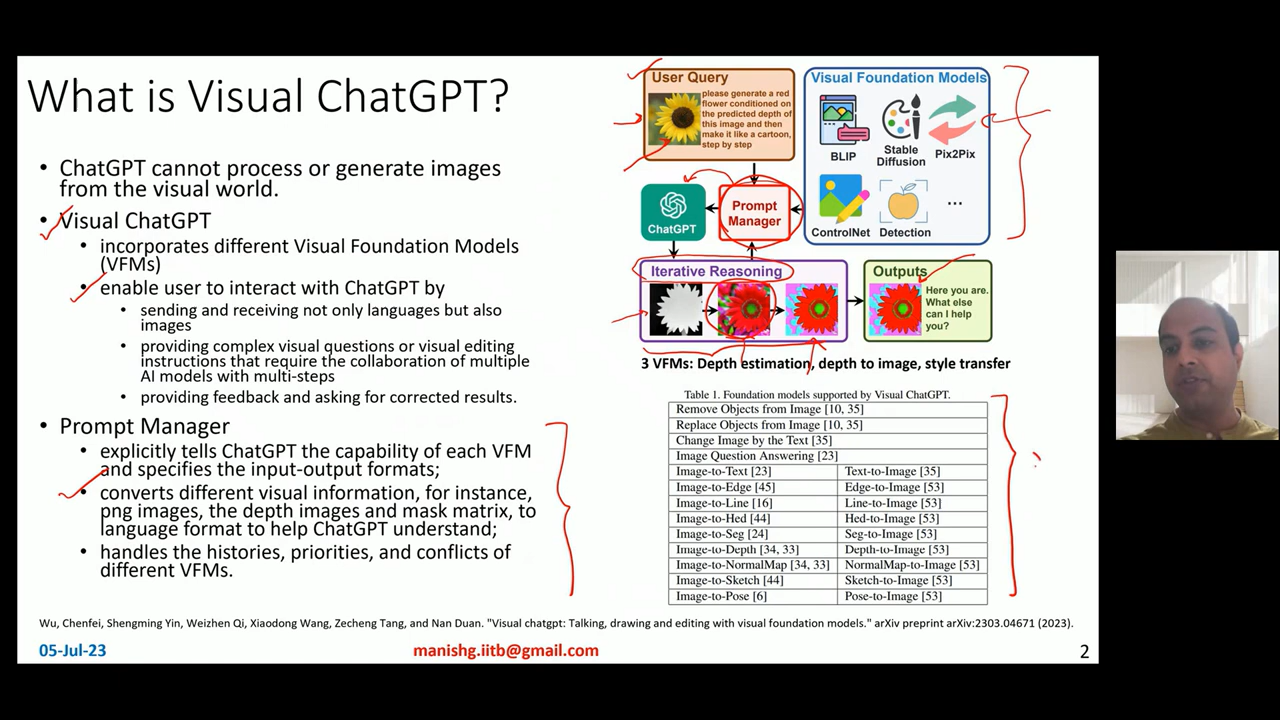 What is Visual ChatGPT?
• ChatGPT cannot process or generate images
from the visual world.
• Visual ChatGPT
• incorporates different Visual Foundation Models
(VFMs)
• enable user to interact with ChatGPT by
• sending and receiving not only languages but also
images
• providing complex visual questions or visual editing
instructions that require the collaboration of multiple
AI models with multi-steps
• providing feedback and asking for corrected results.
• Prompt Manager
• explicitly tells ChatGPT the capability of each VFM
and specifies the input-output formats;
• converts different visual information, for instance,
png images, the depth images and mask matrix, to
language format to help ChatGPT understand;
• handles the histories, priorities, and conflicts of
different VFMs.
User Query
please generate a red
flower conditioned on
the predicted depth of
this image and then
make it like a cartoon,
step by step
Visual Foundation Models
BLIP
Stable
Diffusion
Pix2Pix
ControlNet
Detection
...
ChatGPT
Prompt
Manager
Iterative Reasoning
Outputs
Here you are.
What else
can I help
you?
3 VFMs: Depth estimation, depth to image, style transfer
Table 1. Foundation models supported by Visual ChatGPT.
Remove Objects from Image [10, 35]
Replace Objects from Image [10, 35]
Change Image by the Text [35]
Image Question Answering [23]
Image-to-Text [23] Text-to-Image [35]
Image-to-Edge [45] Edge-to-Image [53]
Image-to-Line [16] Line-to-Image [53]
Image-to-Hed [44] Hed-to-Image [53]
Image-to-Seg [24] Seg-to-Image [53]
Image-to-Depth [34, 33] Depth-to-Image [53]
Image-to-NormalMap [34, 33] NormalMap-to-Image [53]
Image-to-Sketch [44] Sketch-to-Image [53]
Image-to-Pose [6] Pose-to-Image [53]
Wu, Chenfei, Shengming Yin, Weizhen Qi, Xiaodong Wang, Zecheng Tang, and Nan Duan. "Visual chatgpt: Talking, drawing and editing with visual foundation models." arXiv preprint arXiv:2303.04671 (2023).
05-Jul-23
manishg.iitb@gmail.com
2